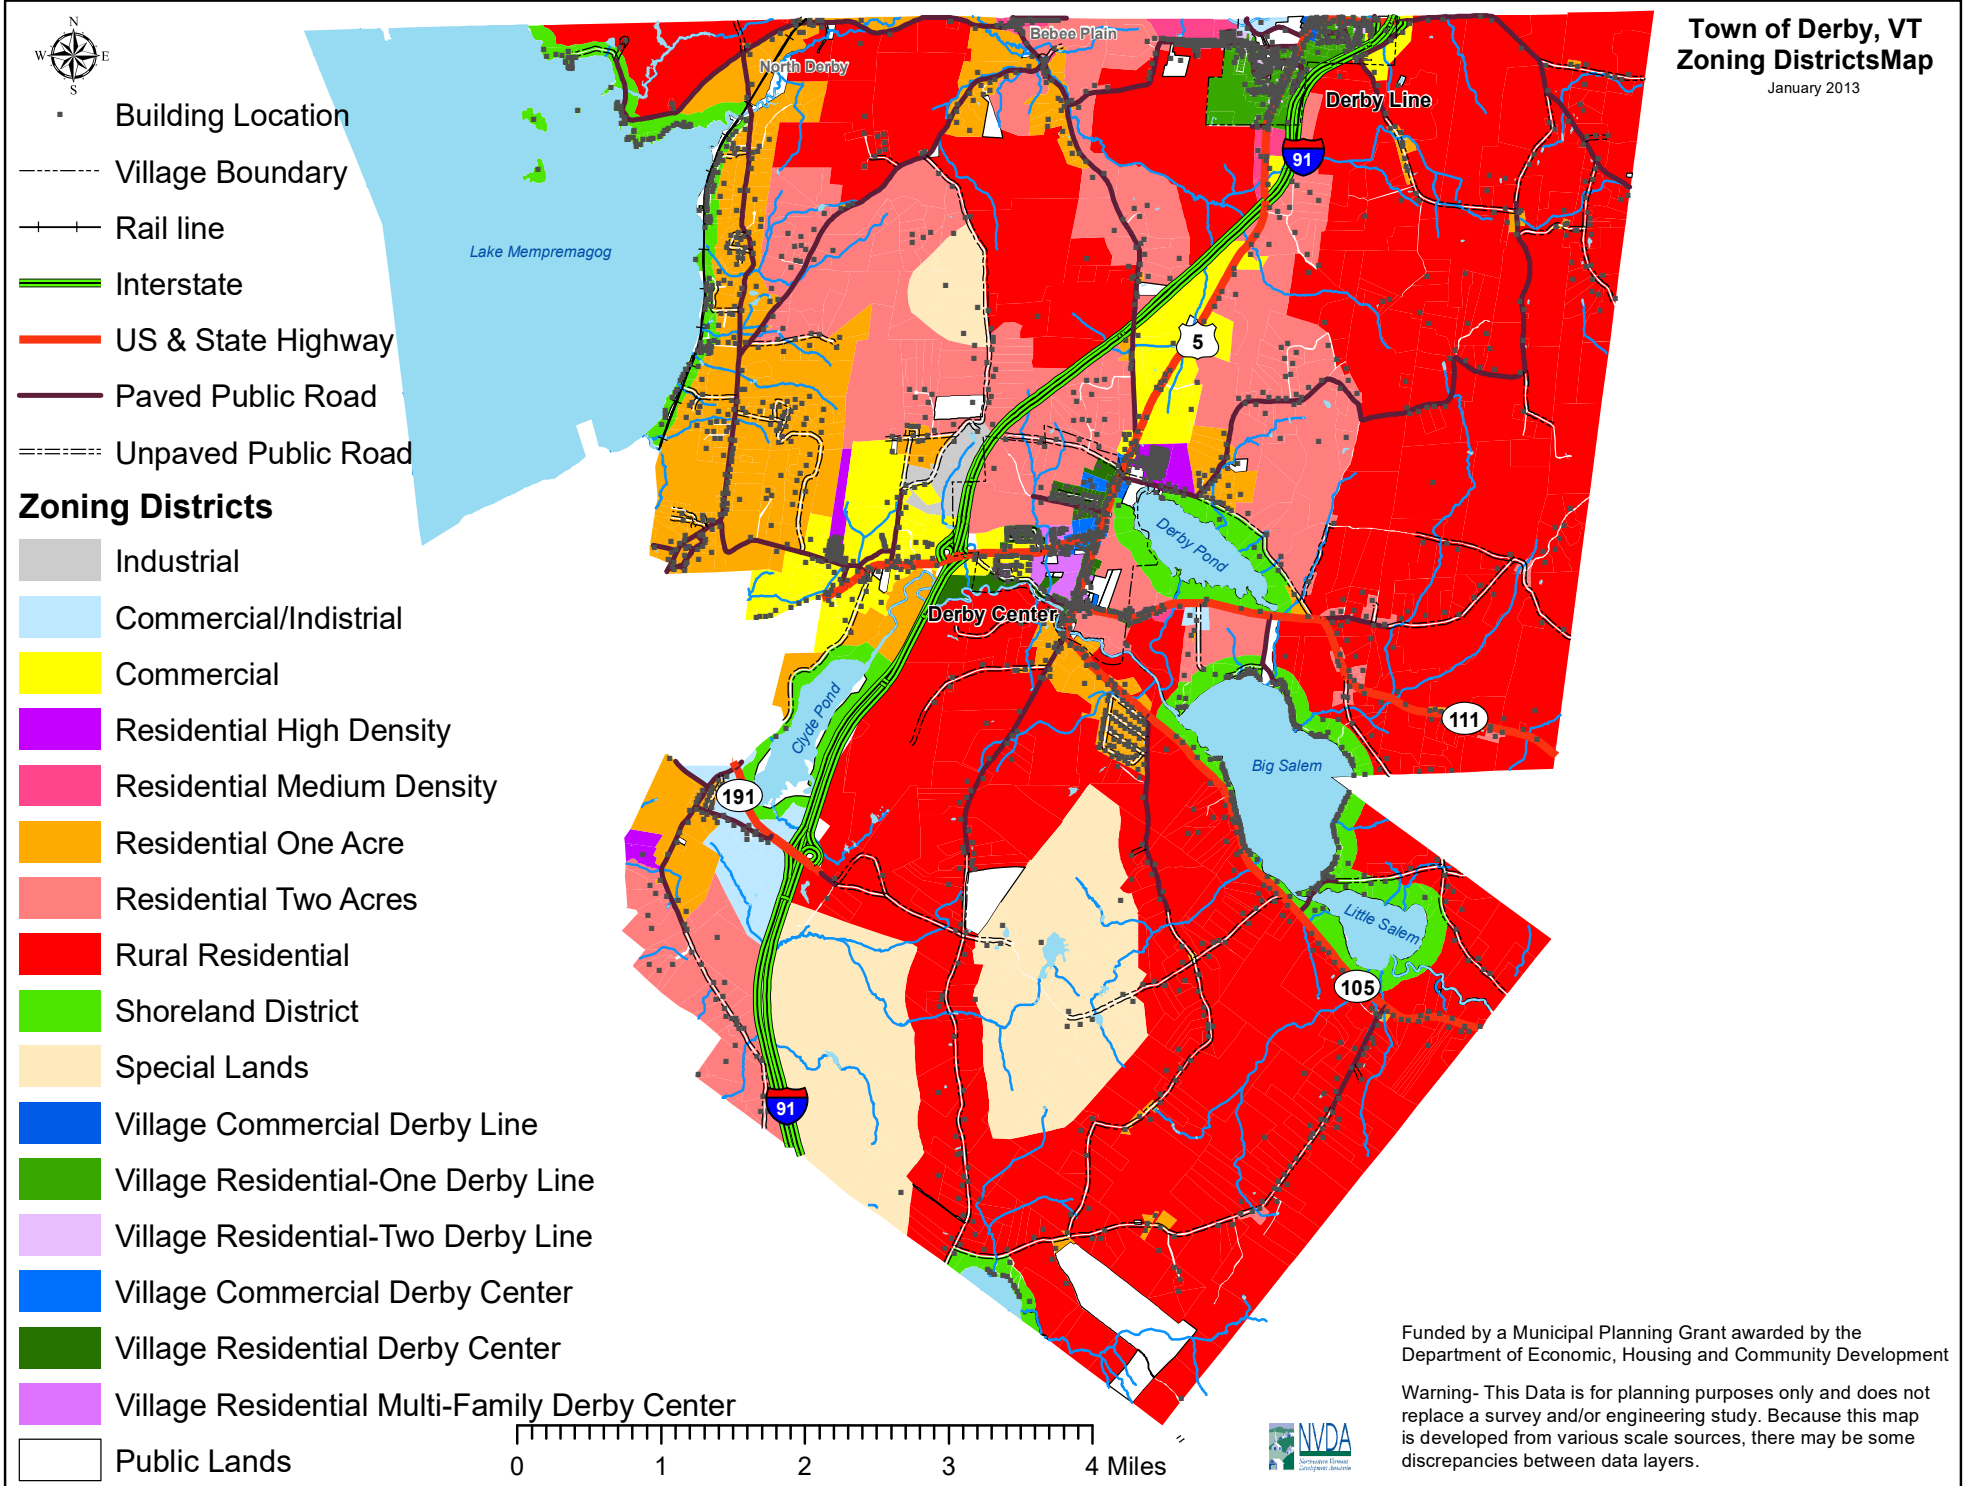 Town of Derby, VT
Zoning DistrictsMap
January 2013
N
W
E
S
Building Location
Village Boundary
Rail line
Interstate
US & State Highway
Paved Public Road
Unpaved Public Road
Zoning Districts
Industrial
Commercial/Indistrial
Commercial
Residential High Density
Residential Medium Density
Residential One Acre
Residential Two Acres
Rural Residential
Shoreland District
Special Lands
Village Commercial Derby Line
Village Residential-One Derby Line
Village Residential-Two Derby Line
Village Commercial Derby Center
Village Residential Derby Center
Village Residential Multi-Family Derby Center
Public Lands
Bebee Plain
North Derby
Derby Line
91
Lake Mempremagog
5
Derby Pond
Derby Center
Clyde Pond
111
Big Salem
191
Little Salem
105
91
0 1 2 3 4 Miles
NVDA
Northeastern Vermont
Development Association
Funded by a Municipal Planning Grant awarded by the
Department of Economic, Housing and Community Development
Warning- This Data is for planning purposes only and does not
replace a survey and/or engineering study. Because this map
is developed from various scale sources, there may be some
discrepancies between data layers.